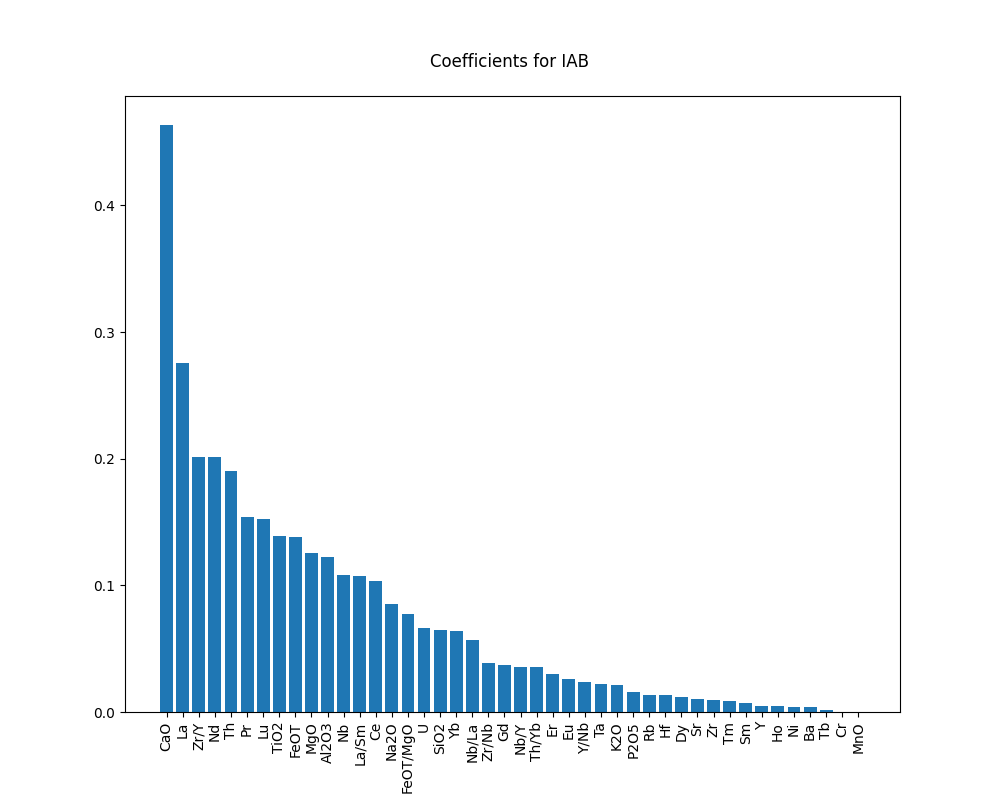 Coefficients for IAB
0.4
0.3
0.2
0.1
0.0
CaO
La
Zr/Y
Nd
Th
Pr
Lu
TiO2
FeOT
MgO
Al2O3
Nb
La/Sm
Ce
Na2O
FeOT/MgO
U
SiO2
Yb
Nb/La
Zr/Nb
Gd
Nb/Y
Th/Yb
Er
Eu
Y/Nb
Ta
K2O
P2O5
Rb
Hf
Dy
Sr
Zr
Tm
Sm
Y
Ho
Ni
Ba
Tb
Cr
MnO